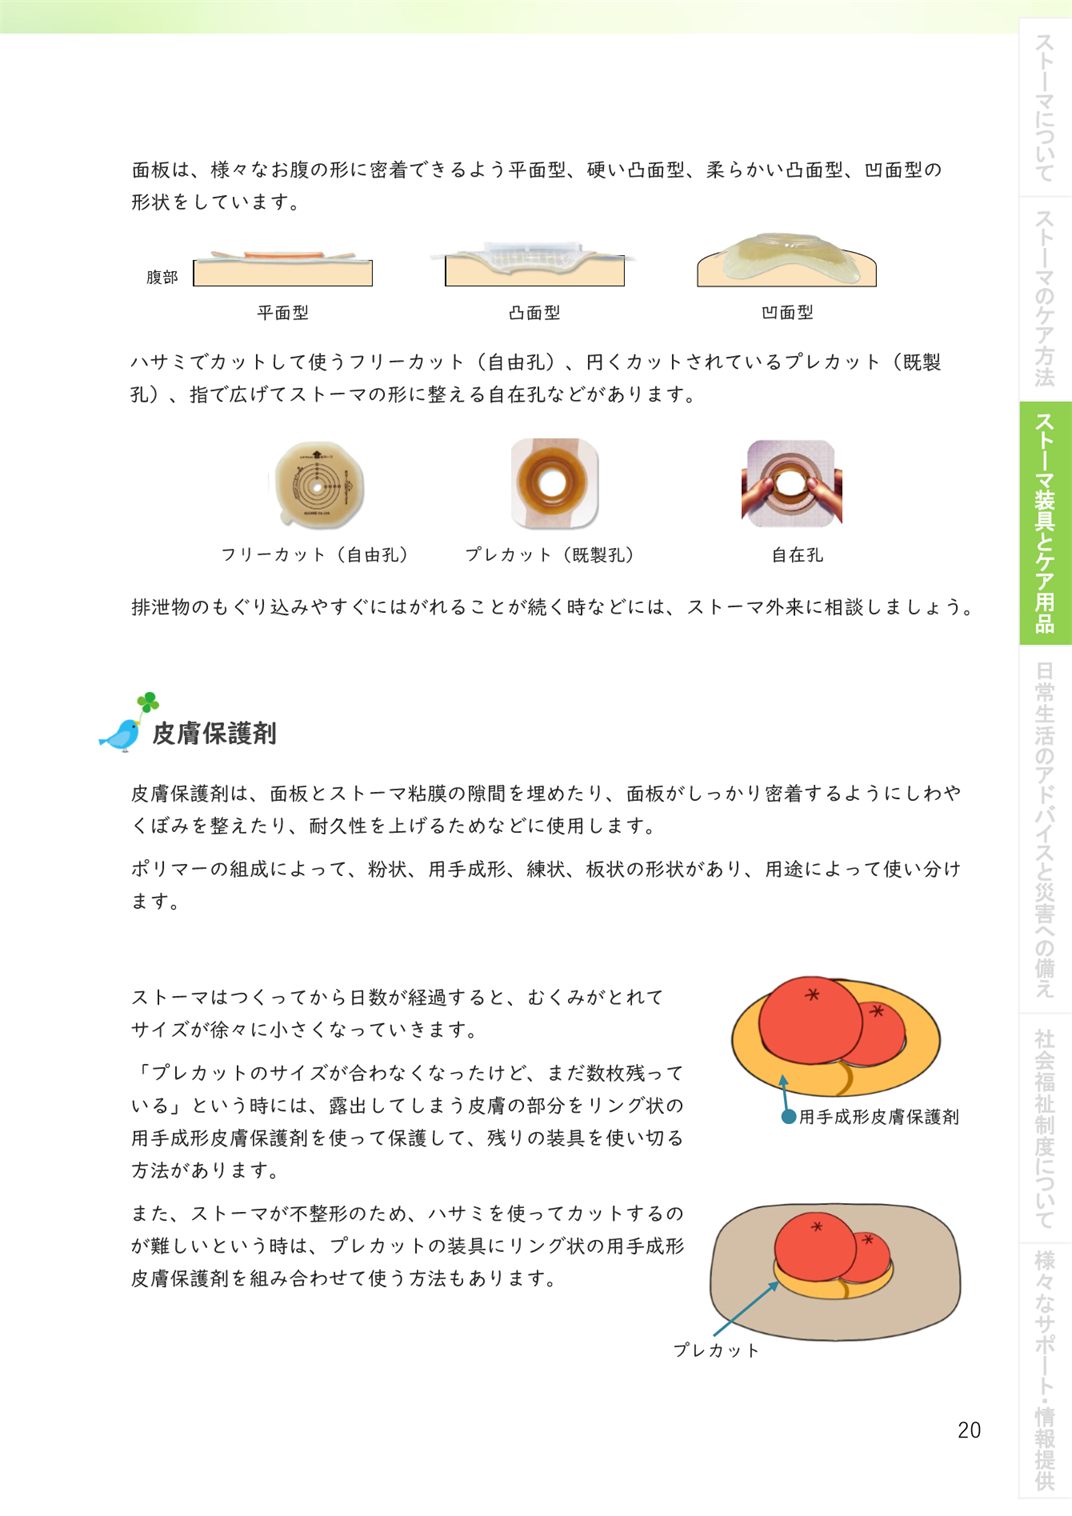 面板は、様々なお腹の形に密着できるよう平面型、硬い凸面型、柔らかい凸面型、凹面型の
形状をしています。
腹部
平面型
凸面型
凹面型
ハサミでカットして使うフリーカット（自由孔）、円くカットされているプレカット（既製
孔）、指で広げてストーマの形に整える自在孔などがあります。
フリーカット（自由孔）
プレカット（既製孔）
自在孔
排泄物のもぐり込みやすぐにはがれることが続く時などには、ストーマ外来に相談しましょう。
皮膚保護剤
皮膚保護剤は、面板とストーマ粘膜の隙間を埋めたり、面板がしっかり密着するようにしわや
くぼみを整えたり、耐久性を上げるためなどに使用します。
ポリマーの組成によって、粉状、用手成形、練状、板状の形状があり、用途によって使い分け
ます。
ストーマはつくってから日数が経過すると、むくみがとれて
サイズが徐々に小さくなっていきます。
「プレカットのサイズが合わなくなったけど、まだ数枚残って
いる」という時には、露出してしまう皮膚の部分をリング状の
用手成形皮膚保護剤を使って保護して、残りの装具を使い切る
方法があります。
用手成形皮膚保護剤
また、ストーマが不整形のため、ハサミを使ってカットするの
が難しいという時は、プレカットの装具にリング状の用手成形
皮膚保護剤を組み合わせて使う方法もあります。
プレカット
20
ストーマについて
ストーマのケア方法
ストーマ装具とケア用品
日常生活のアドバイスと災害への備え
社会福祉制度について
様々なサポート・情報提供